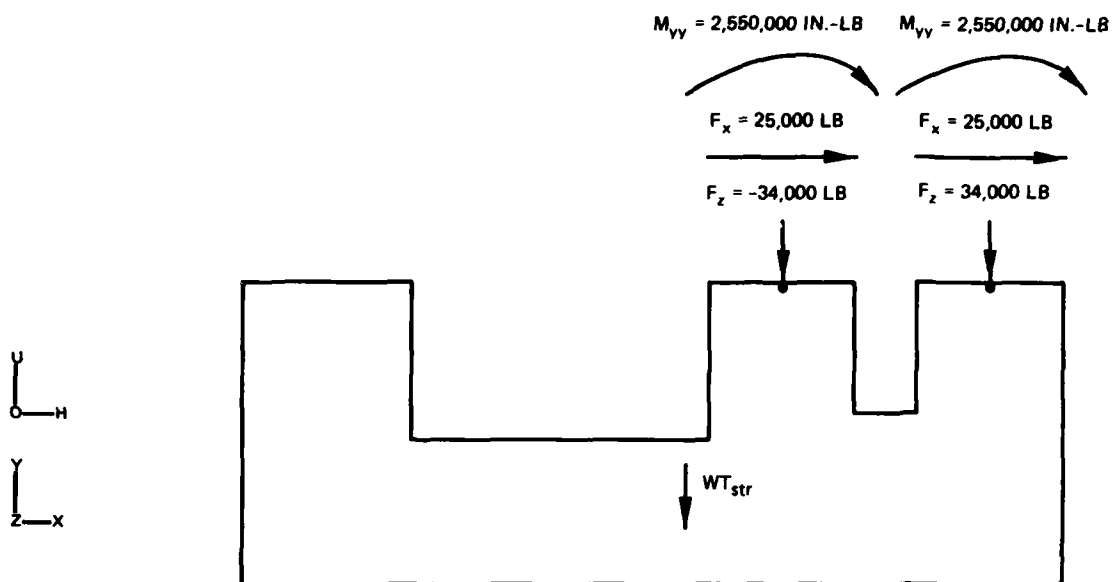 M_yy = 2,550,000 IN.-LB M_yy = 2,550,000 IN.-LB
F_x = 25,000 LB F_x = 25,000 LB
F_z = -34,000 LB F_z = 34,000 LB
U
O H
Y
Z X
WT_str